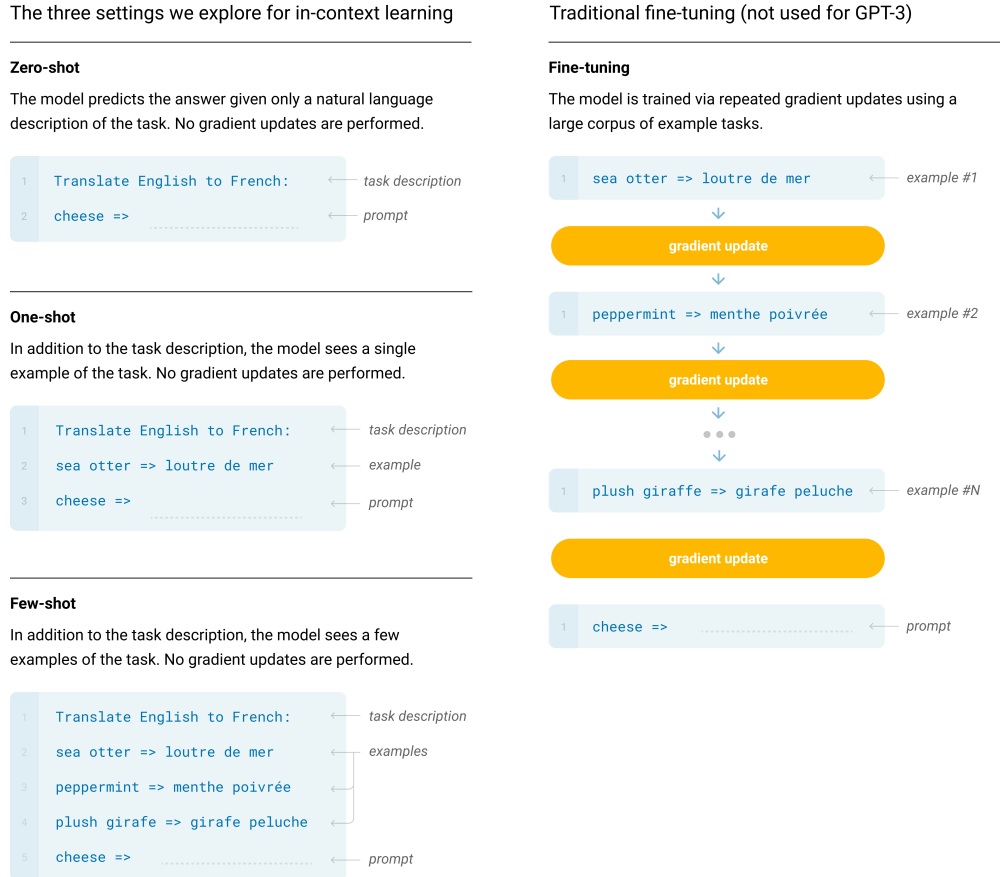 The three settings we explore for in-context learning
Zero-shot
The model predicts the answer given only a natural language
description of the task. No gradient updates are performed.
1 Translate English to French: task description
2 cheese => prompt
One-shot
In addition to the task description, the model sees a single
example of the task. No gradient updates are performed.
1 Translate English to French: task description
2 sea otter => loutre de mer example
3 cheese => prompt
Few-shot
In addition to the task description, the model sees a few
examples of the task. No gradient updates are performed.
1 Translate English to French: task description
2 sea otter => loutre de mer examples
3 peppermint => menthe poivrée
4 plush girafe => girafe peluche
5 cheese => prompt
Traditional fine-tuning (not used for GPT-3)
Fine-tuning
The model is trained via repeated gradient updates using a
large corpus of example tasks.
1 sea otter => loutre de mer example #1
gradient update
1 peppermint => menthe poivrée example #2
gradient update
1 plush giraffe => girafe peluche example #N
gradient update
1 cheese => prompt